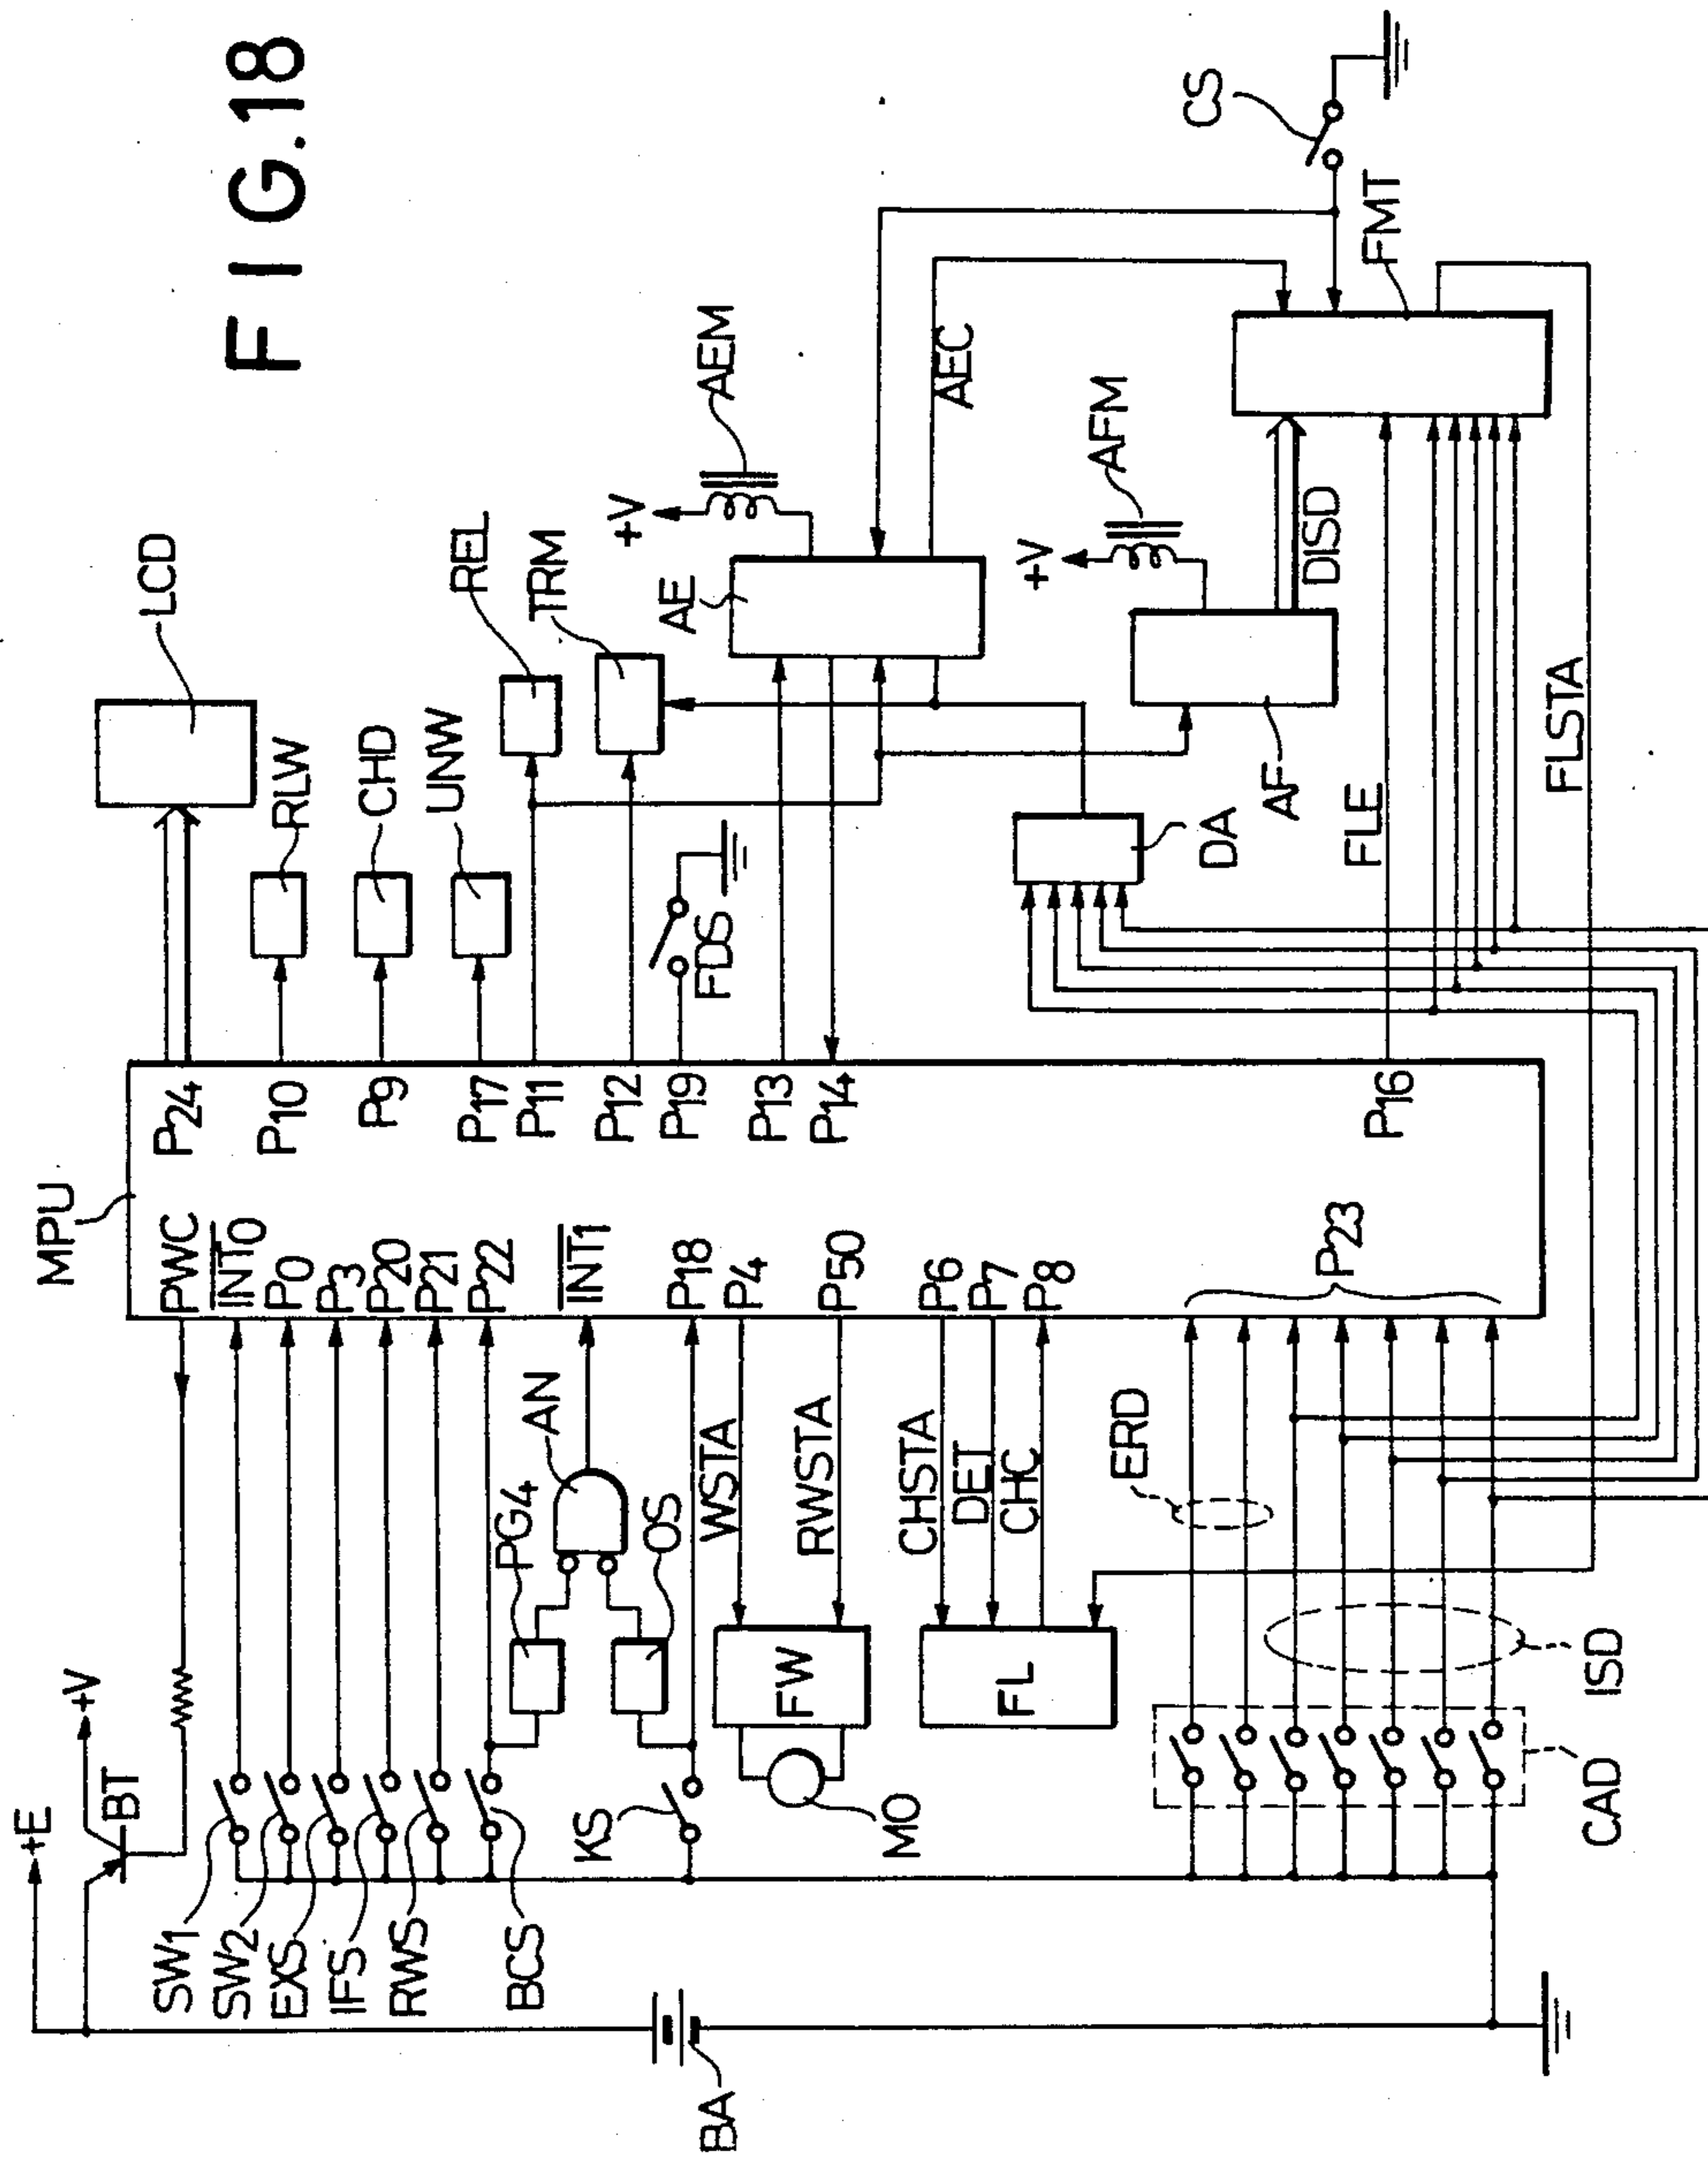 FIG.18
MPU
PWC
INT0
P0
P3
P20
P21
P22
INT1
P18
P4
P50
P6
P7
P8
P23
P24
P10
P9
P17
P11
P12
P19
P13
P14
P16
LCD
RLW
CHD
UNW
REL
TRM
FDS
AE
AEM
+V
AEC
AFM
+V
AF
DISD
DA
FLE
FLSTA
FMT
CS
+E
+V
BT
SW1
SW2
EXS
IFS
RWS
BCS
KS
PG4
AN
OS
WSTA
RWSTA
FW
MO
CHSTA
DET
CHC
FL
ERD
ISD
CAD
BA